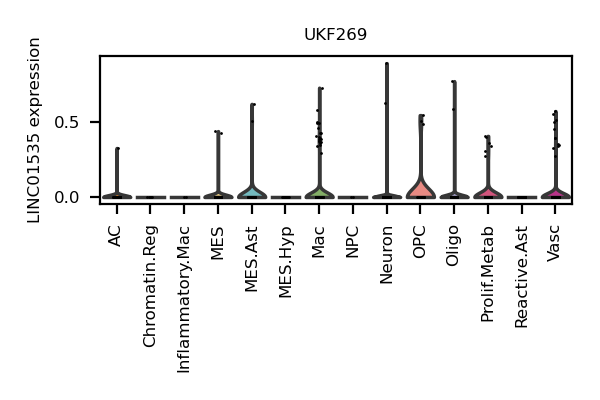 UKF269
LINC01535 expression
0.5
0.0
AC
Chromatin.Reg
Inflammatory.Mac
MES
MES.Ast
MES.Hyp
Mac
NPC
Neuron
OPC
Oligo
Prolif.Metab
Reactive.Ast
Vasc